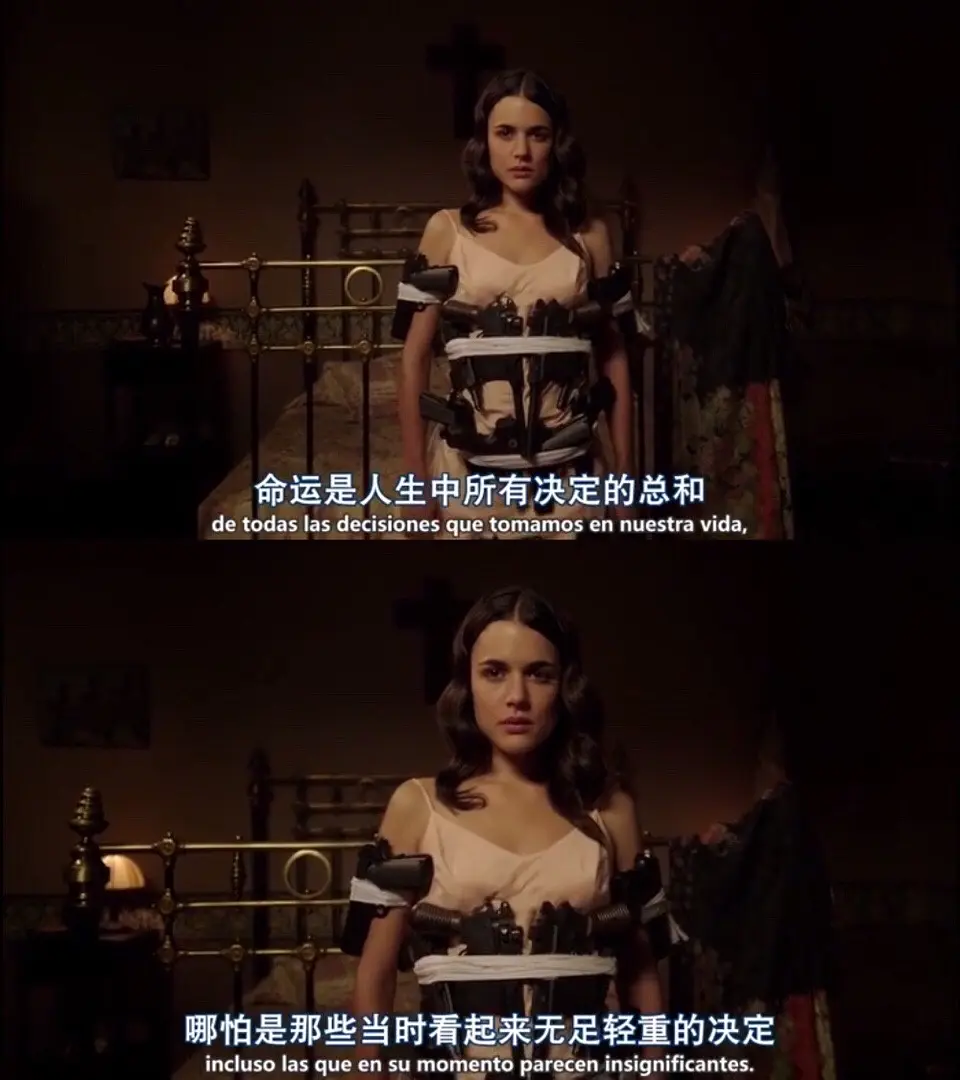 命运是人生中所有决定的总和
de todas las decisiones que tomamos en nuestra vida,
哪怕是那些当时看起来无足轻重的决定
incluso las que en su momento parecen insignificantes.